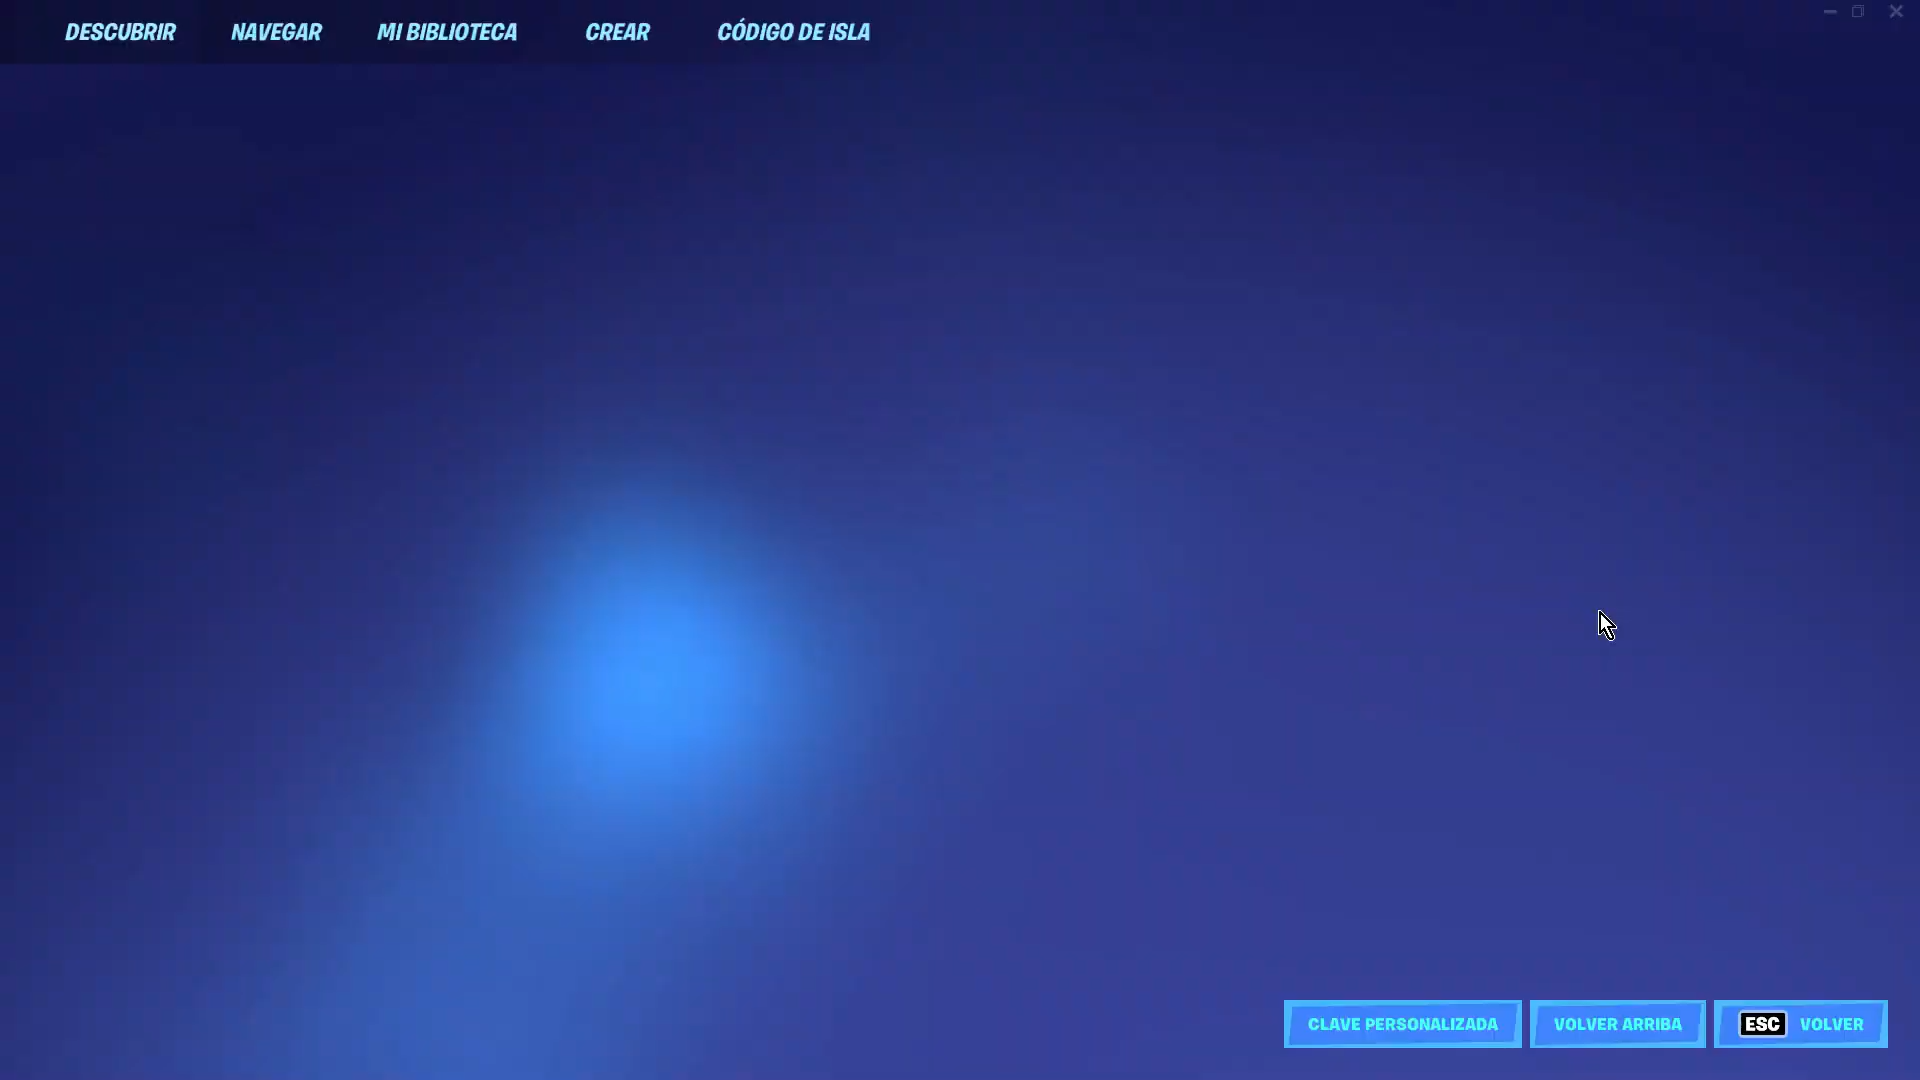 DESCUBRIR NAVEGAR MI BIBLIOTECA CREAR CÓDIGO DE ISLA
CLAVE PERSONALIZADA VOLVER ARRIBA ESC VOLVER